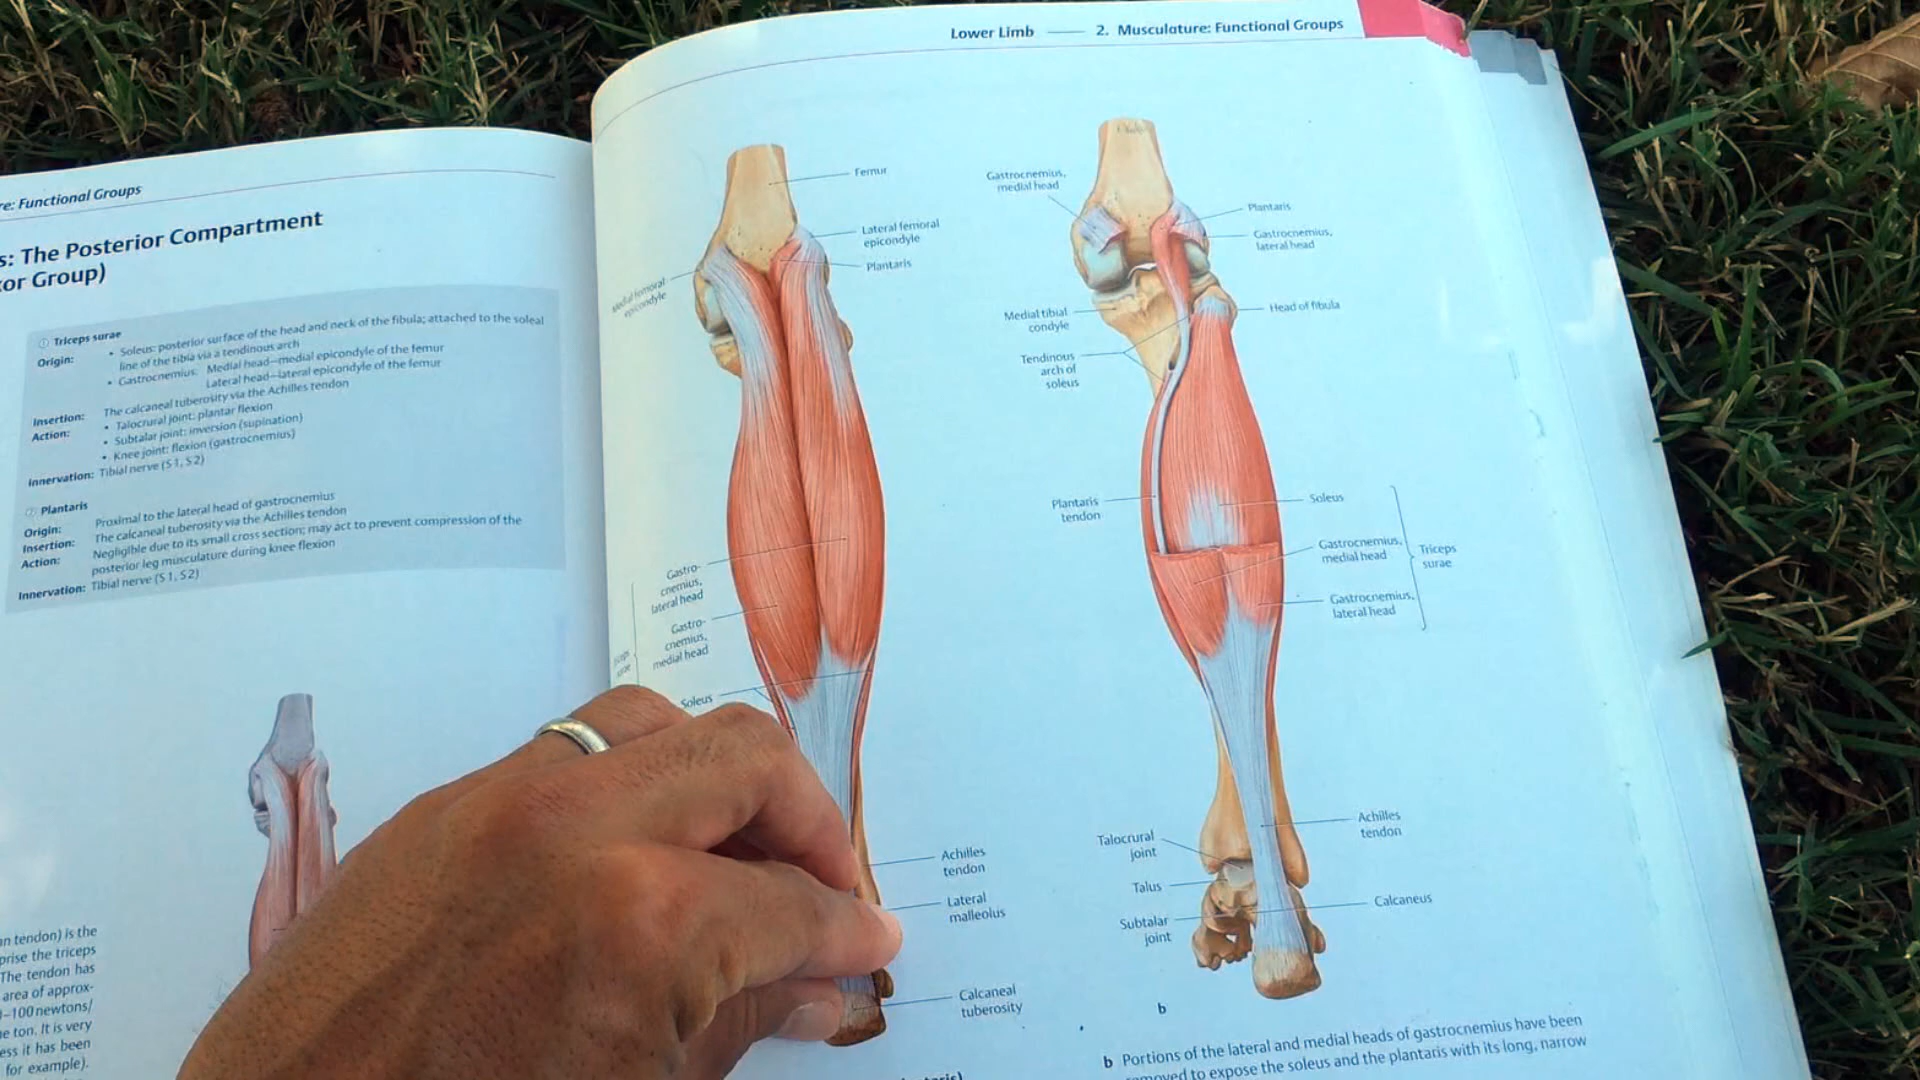 re: Functional Groups
s: The Posterior Compartment
or Group)
① Triceps surae
Origin:
• Soleus: posterior surface of the head and neck of the fibula; attached to the soleal
line of the tibia via a tendinous arch
• Gastrocnemius: Medial head—medial epicondyle of the femur
Lateral head—lateral epicondyle of the femur
Insertion: The calcaneal tuberosity via the Achilles tendon
Action: • Talocrural joint: plantar flexion
• Subtalar joint: inversion (supination)
• Knee joint: flexion (gastrocnemius)
Innervation: Tibial nerve (S1, S2)
② Plantaris
Origin: Proximal to the lateral head of gastrocnemius
Insertion: The calcaneal tuberosity via the Achilles tendon
Action: Negligible due to its small cross section; may act to prevent compression of the
posterior leg musculature during knee flexion
Innervation: Tibial nerve (S1, S2)
n tendon) is the
prise the triceps
The tendon has
area of approx-
–100 newtons/
e ton. It is very
ess it has been
for example).
Lower Limb — 2. Musculature: Functional Groups
Femur
Lateral femoral
epicondyle
Plantaris
Medial femoral
epicondyle
Gastro-
cnemius,
lateral head
Gastro-
cnemius,
medial head
surae
Soleus
Achilles
tendon
Lateral
malleolus
Calcaneal
tuberosity
Gastrocnemius,
medial head
Plantaris
Gastrocnemius,
lateral head
Medial tibial
condyle
Head of fibula
Tendinous
arch of
soleus
Plantaris
tendon
Soleus
Gastrocnemius,
medial head
Triceps
surae
Gastrocnemius,
lateral head
Achilles
tendon
Talocrural
joint
Talus
Calcaneus
Subtalar
joint
b
b Portions of the lateral and medial heads of gastrocnemius have been
removed to expose the soleus and the plantaris with its long, narrow